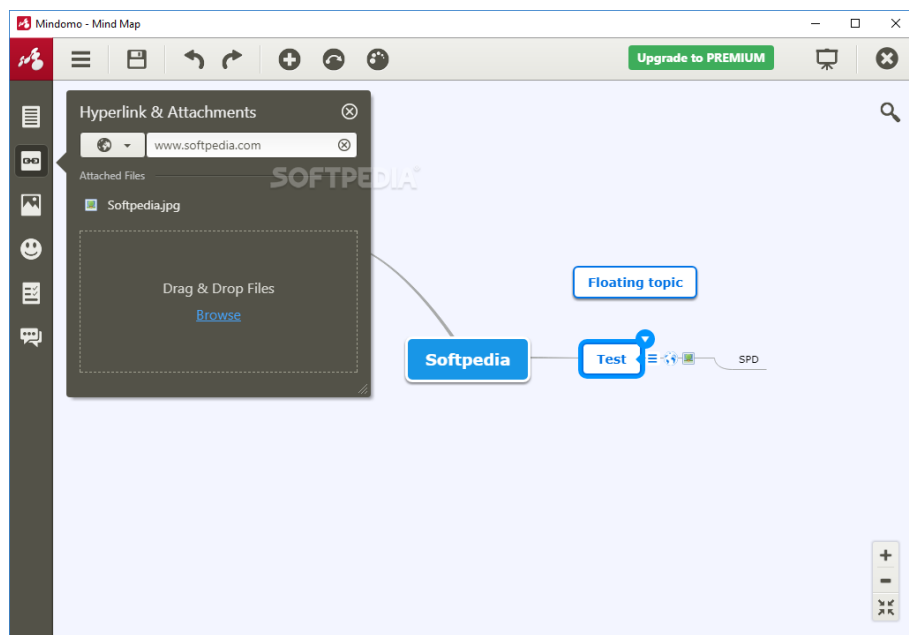 Mindomo - Mind Map
Upgrade to PREMIUM
Hyperlink & Attachments
www.softpedia.com
Attached Files
SOFTPEDIA
Softpedia.jpg
Drag & Drop Files
Browse
Floating topic
Softpedia
Test
SPD